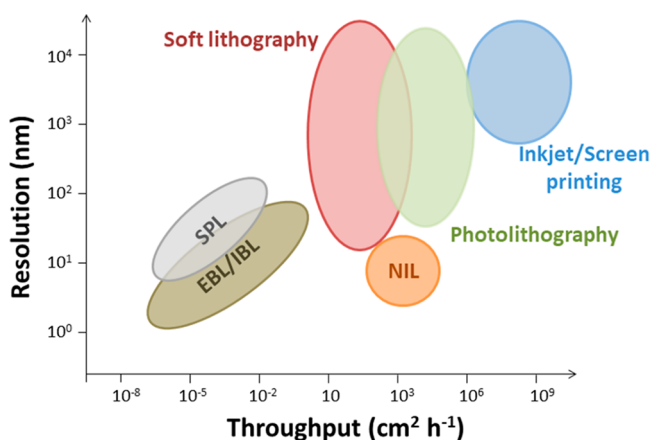 Soft lithography
10⁴
10³
10²
10¹
10⁰
Resolution (nm)
Inkjet/Screen
printing
Photolithography
SPL
EBL/IBL
NIL
10⁻⁸
10⁻⁵
10⁻²
10
10³
10⁶
10⁹
Throughput (cm² h⁻¹)